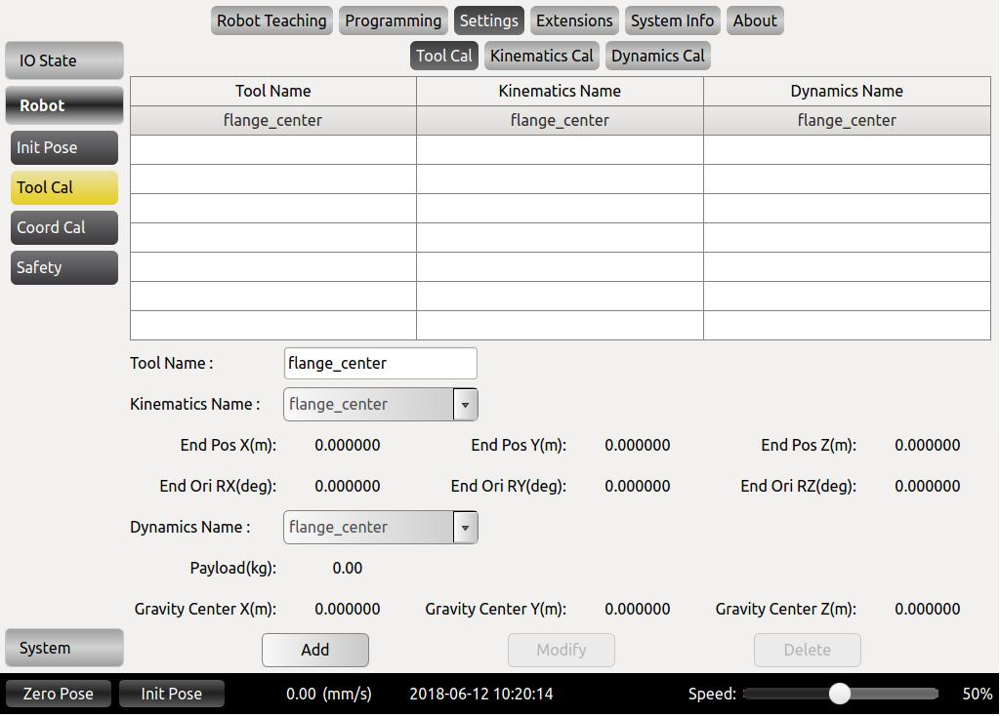 Robot Teaching Programming Settings Extensions System Info About
IO State Tool Cal Kinematics Cal Dynamics Cal
Tool Name Kinematics Name Dynamics Name
Robot flange_center flange_center flange_center
Init Pose
Tool Cal
Coord Cal
Safety
Tool Name : flange_center
Kinematics Name : flange_center
End Pos X(m): 0.000000 End Pos Y(m): 0.000000 End Pos Z(m): 0.000000
End Ori RX(deg): 0.000000 End Ori RY(deg): 0.000000 End Ori RZ(deg): 0.000000
Dynamics Name : flange_center
Payload(kg): 0.00
Gravity Center X(m): 0.000000 Gravity Center Y(m): 0.000000 Gravity Center Z(m): 0.000000
System Add Modify Delete
Zero Pose Init Pose 0.00 (mm/s) 2018-06-12 10:20:14 Speed: 50%